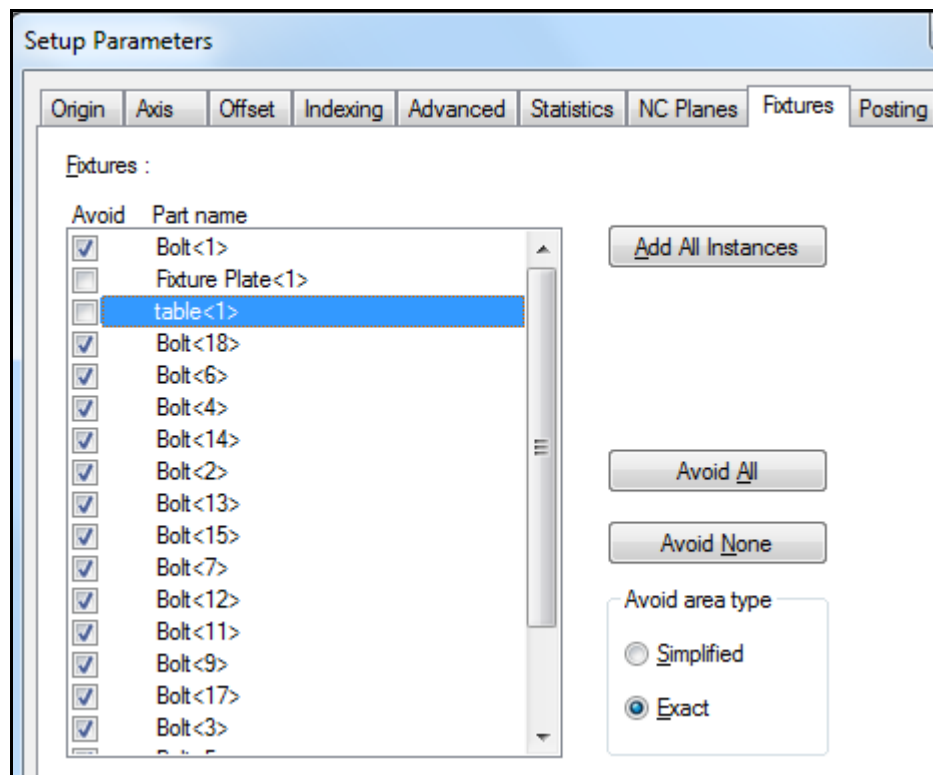 Setup Parameters
Origin Axis Offset Indexing Advanced Statistics NC Planes Fixtures Posting
Fixtures :
Avoid Part name
Bolt<1>
Fixture Plate<1>
table<1>
Bolt<18>
Bolt<6>
Bolt<4>
Bolt<14>
Bolt<2>
Bolt<13>
Bolt<15>
Bolt<7>
Bolt<12>
Bolt<11>
Bolt<9>
Bolt<17>
Bolt<3>
Add All Instances
Avoid All
Avoid None
Avoid area type
Simplified
Exact